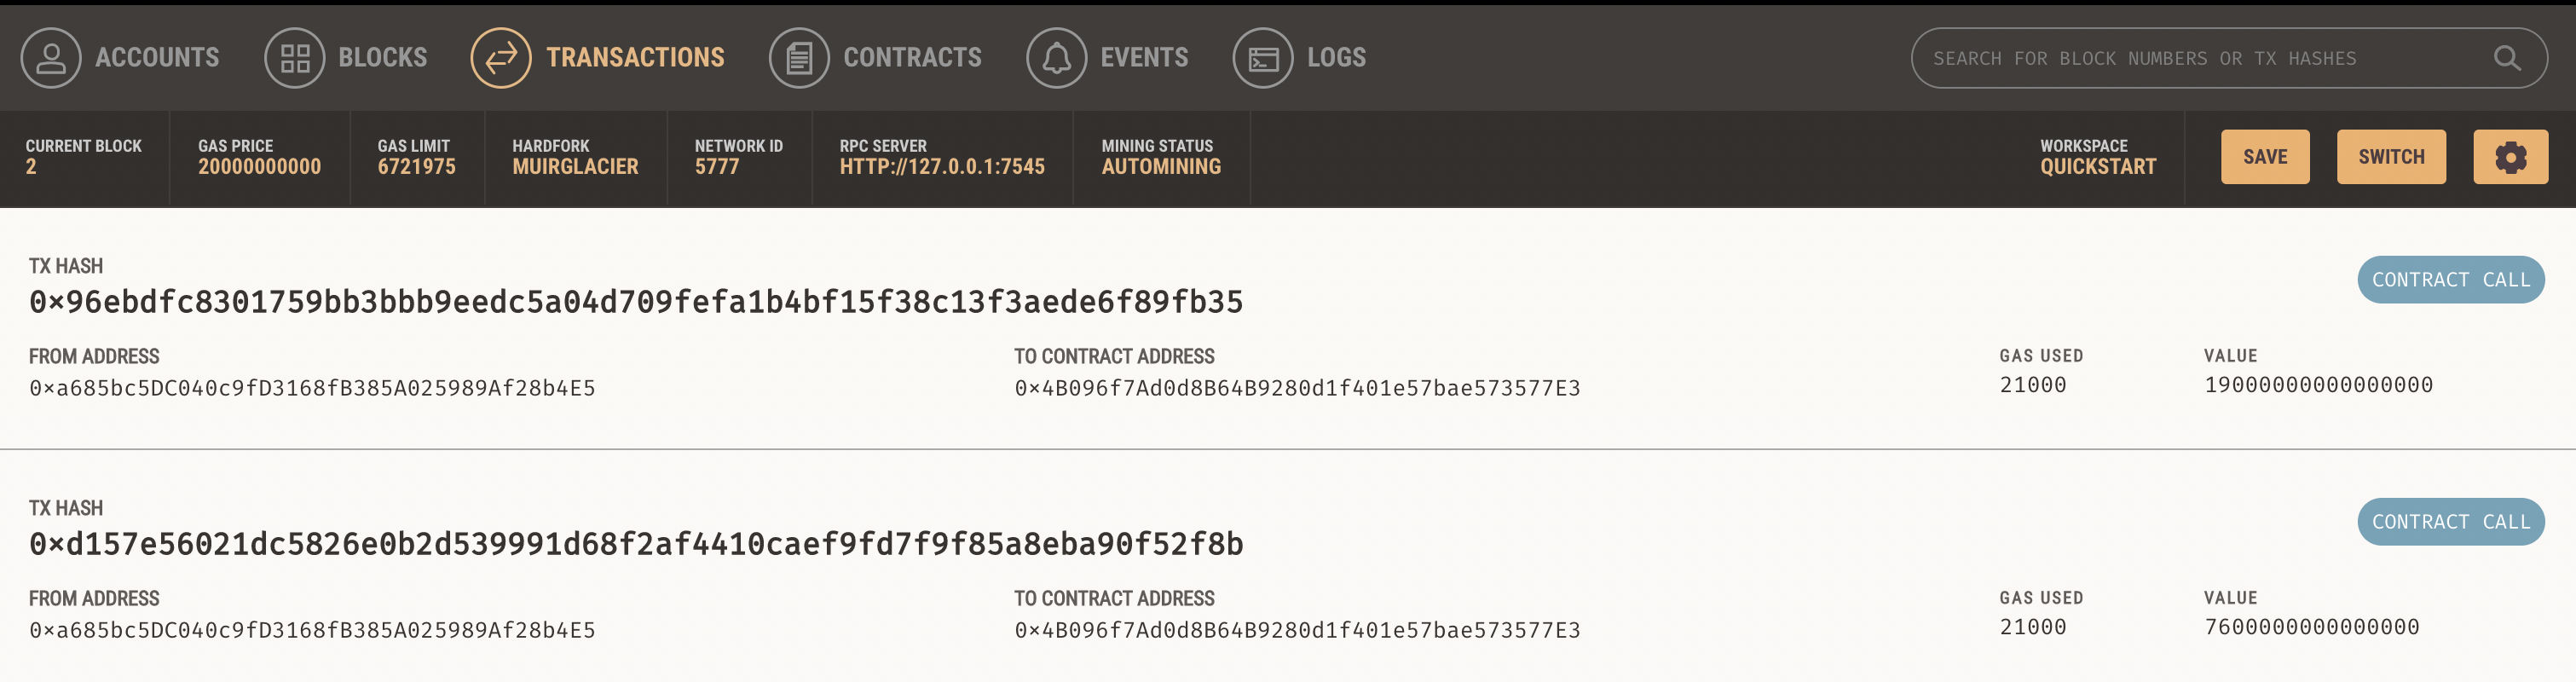 ACCOUNTS BLOCKS TRANSACTIONS CONTRACTS EVENTS LOGS SEARCH FOR BLOCK NUMBERS OR TX HASHES
CURRENT BLOCK GAS PRICE GAS LIMIT HARDFORK NETWORK ID RPC SERVER MINING STATUS WORKSPACE
2 20000000000 6721975 MUIRGLACIER 5777 HTTP://127.0.0.1:7545 AUTOMINING QUICKSTART SAVE SWITCH
TX HASH
0×96ebdfc8301759bb3bbb9eedc5a04d709fefa1b4bf15f38c13f3aede6f89fb35 CONTRACT CALL
FROM ADDRESS TO CONTRACT ADDRESS GAS USED VALUE
0×a685bc5DC040c9fD3168fB385A025989Af28b4E5 0×4B096f7Ad0d8B64B9280d1f401e57bae573577E3 21000 19000000000000000
TX HASH
0×d157e56021dc5826e0b2d539991d68f2af4410caef9fd7f9f85a8eba90f52f8b CONTRACT CALL
FROM ADDRESS TO CONTRACT ADDRESS GAS USED VALUE
0×a685bc5DC040c9fD3168fB385A025989Af28b4E5 0×4B096f7Ad0d8B64B9280d1f401e57bae573577E3 21000 7600000000000000